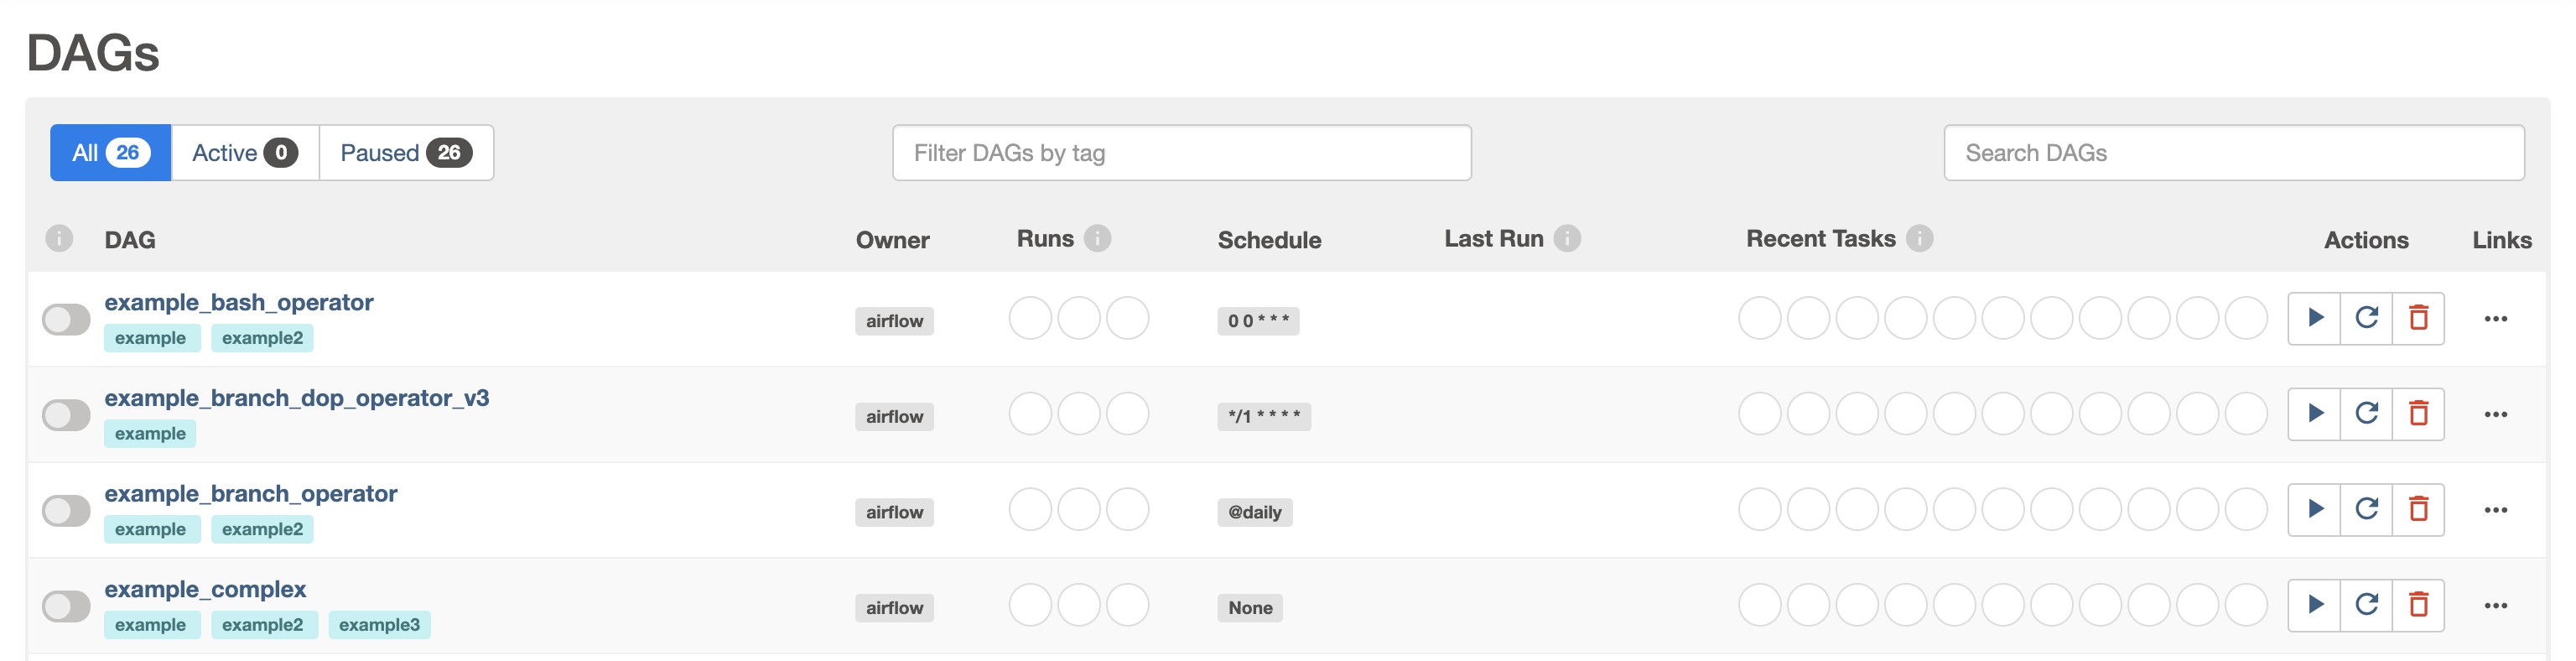 DAGs
All 26 Active 0 Paused 26 Filter DAGs by tag Search DAGs
DAG Owner Runs Schedule Last Run Recent Tasks Actions Links
example_bash_operator
example example2 airflow 0 0 * * *
example_branch_dop_operator_v3
example airflow */1 * * * *
example_branch_operator
example example2 airflow @daily
example_complex
example example2 example3 airflow None